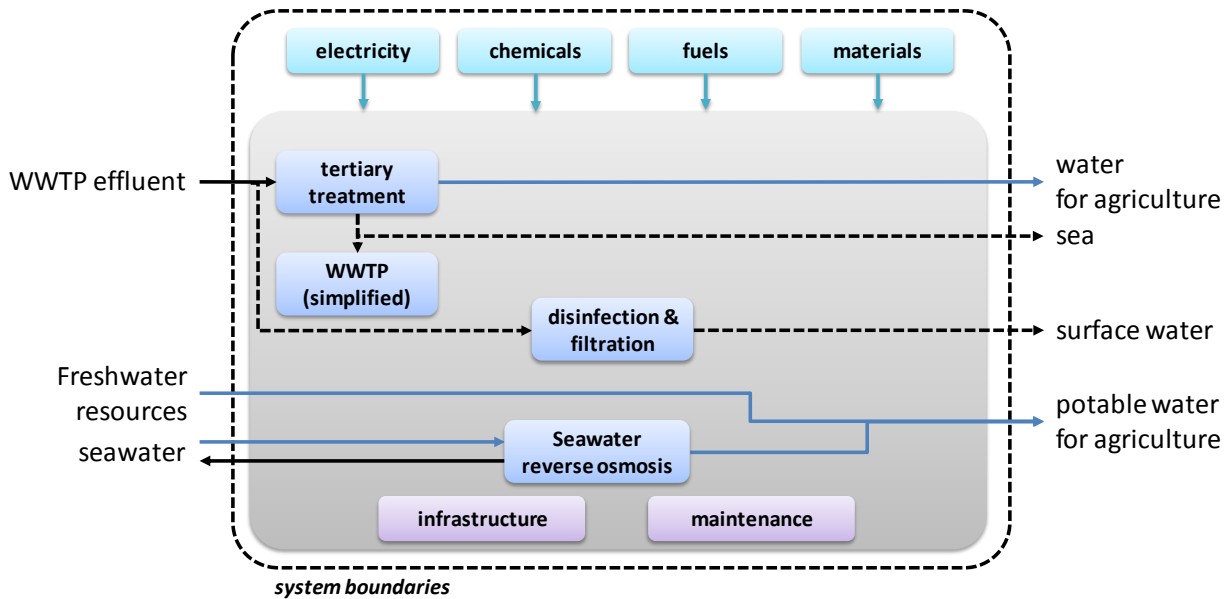 electricity
chemicals
fuels
materials
WWTP effluent
tertiary
treatment
water
for agriculture
sea
WWTP
(simplified)
disinfection &
filtration
surface water
Freshwater
resources
seawater
Seawater
reverse osmosis
potable water
for agriculture
infrastructure
maintenance
system boundaries